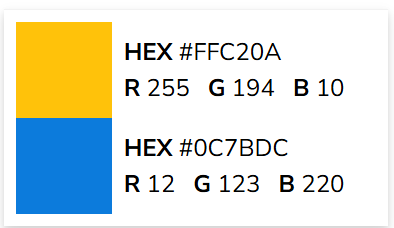 HEX #FFC20A
R 255 G 194 B 10
HEX #0C7BDC
R 12 G 123 B 220